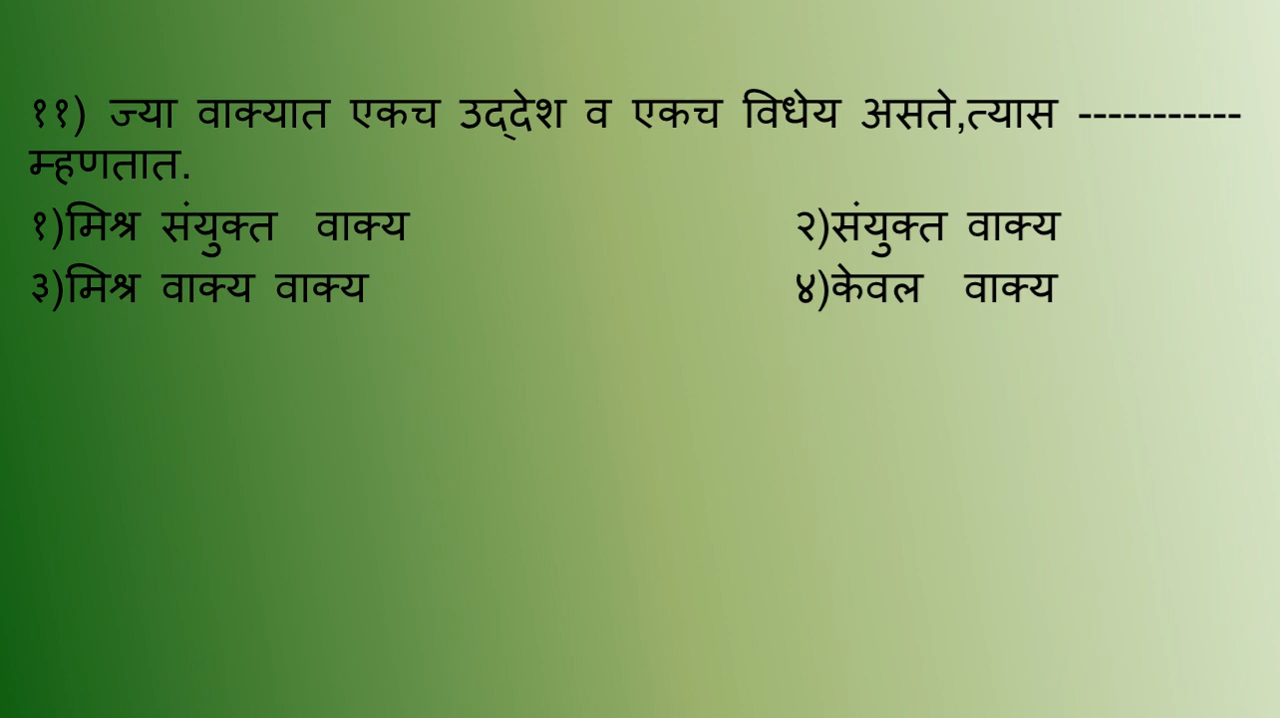 ११) ज्या वाक्यात एकच उद्‌देश व एकच विधेय असते,त्यास -----------
म्हणतात.
१)मिश्र संयुक्त वाक्य २)संयुक्त वाक्य
३)मिश्र वाक्य वाक्य ४)केवल वाक्य